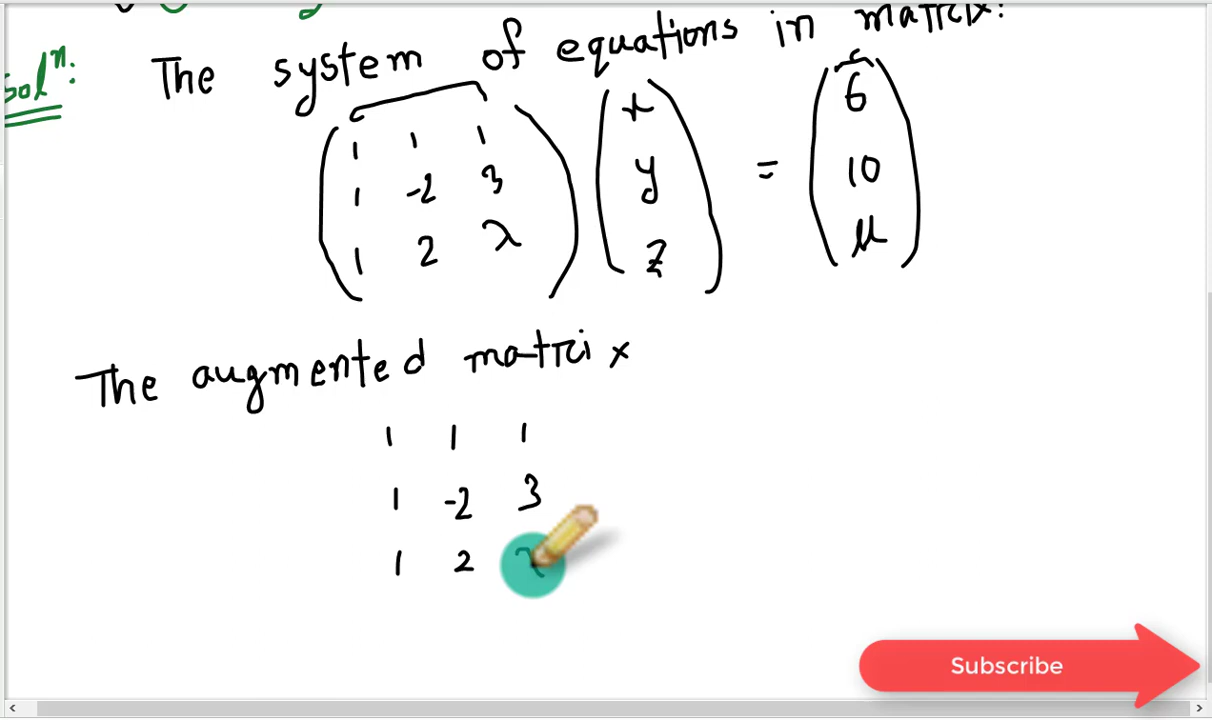 Solⁿ: The system of equations in matrix:
1 1 1 x 6
1 -2 3 y = 10
1 2 λ z μ
The augmented matrix
1 1 1
1 -2 3
1 2 λ
Subscribe